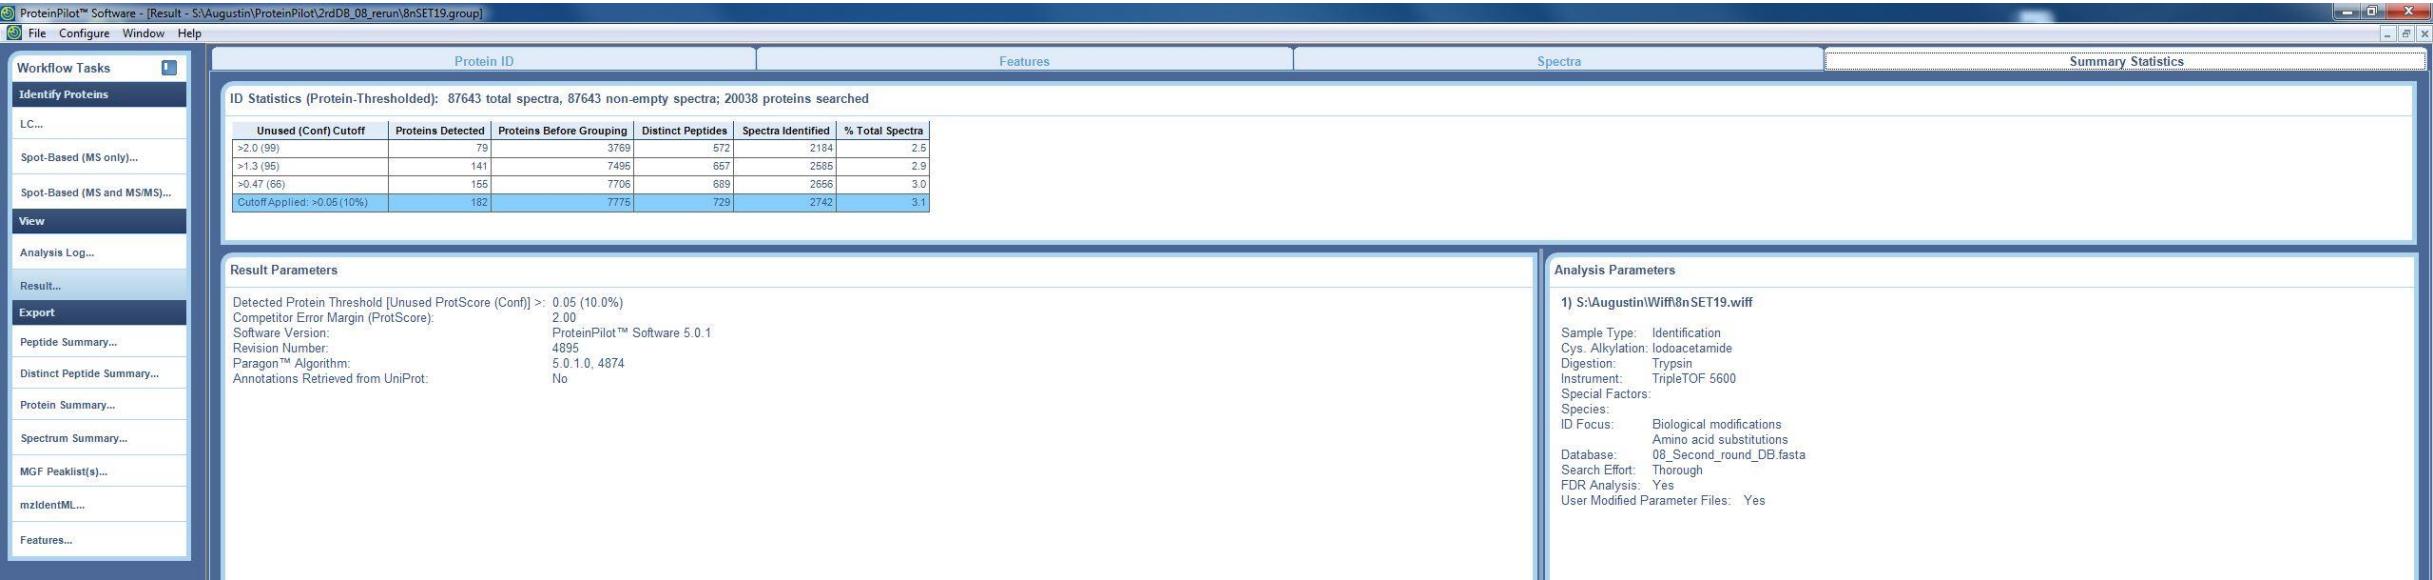 ProteinPilot™ Software - [Result - S:\Augustin\ProteinPilot\2rdDB_08_rerun\8nSET19.group]
File Configure Window Help
Workflow Tasks
Identify Proteins
LC...
Spot-Based (MS only)...
Spot-Based (MS and MS/MS)...
View
Analysis Log...
Result...
Export
Peptide Summary...
Distinct Peptide Summary...
Protein Summary...
Spectrum Summary...
MGF Peaklist(s)...
mzIdentML...
Features...
Protein ID Features Spectra Summary Statistics
ID Statistics (Protein-Thresholded): 87643 total spectra, 87643 non-empty spectra; 20038 proteins searched
Unused (Conf) Cutoff Proteins Detected Proteins Before Grouping Distinct Peptides Spectra Identified % Total Spectra
>2.0 (99) 79 3769 572 2184 2.5
>1.3 (95) 141 7495 657 2585 2.9
>0.47 (66) 155 7706 689 2656 3.0
Cutoff Applied: >0.05 (10%) 182 7775 729 2742 3.1
Result Parameters
Detected Protein Threshold [Unused ProtScore (Conf)] >: 0.05 (10.0%)
Competitor Error Margin (ProtScore): 2.00
Software Version: ProteinPilot™ Software 5.0.1
Revision Number: 4895
Paragon™ Algorithm: 5.0.1.0, 4874
Annotations Retrieved from UniProt: No
Analysis Parameters
1) S:\Augustin\Wiff\8nSET19.wiff
Sample Type: Identification
Cys. Alkylation: Iodoacetamide
Digestion: Trypsin
Instrument: TripleTOF 5600
Special Factors:
Species:
ID Focus: Biological modifications
Amino acid substitutions
Database: 08_Second_round_DB.fasta
Search Effort: Thorough
FDR Analysis: Yes
User Modified Parameter Files: Yes